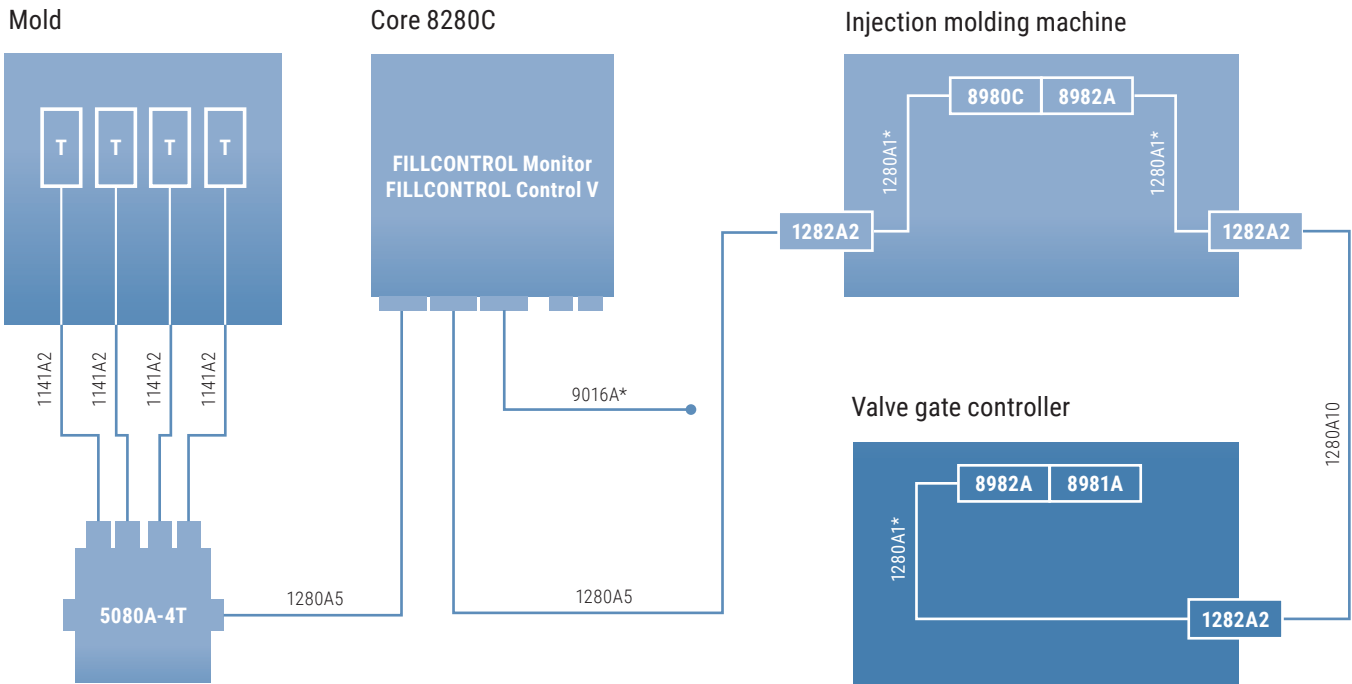 Mold
Core 8280C
Injection molding machine
T
T
T
T
FILLCONTROL Monitor
FILLCONTROL Control V
8980C
8982A
1280A1*
1280A1*
1282A2
1282A2
1141A2
1141A2
1141A2
1141A2
9016A*
Valve gate controller
1280A10
8982A
8981A
1280A1*
5080A-4T
1280A5
1280A5
1282A2